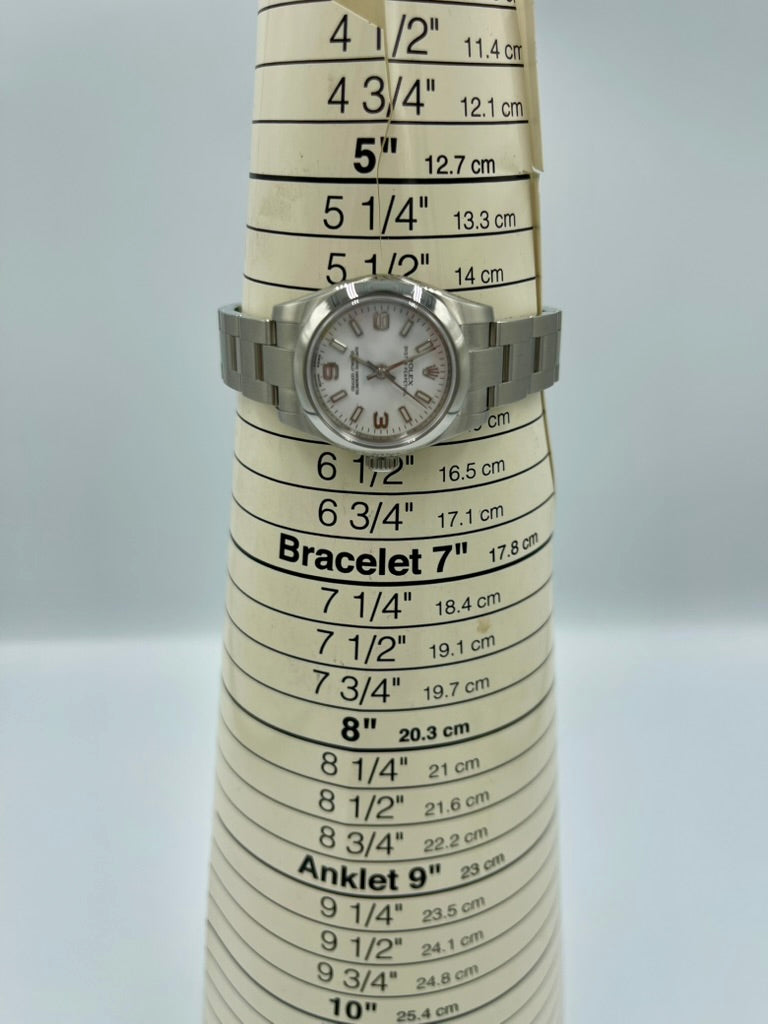 4 1/2" 11.4 cm
4 3/4" 12.1 cm
5" 12.7 cm
5 1/4" 13.3 cm
5 1/2" 14 cm
9
3
ROLEX
cm
6 1/2" 16.5 cm
6 3/4" 17.1 cm
Bracelet 7" 17.8 cm
7 1/4" 18.4 cm
7 1/2" 19.1 cm
7 3/4" 19.7 cm
8" 20.3 cm
8 1/4" 21 cm
8 1/2" 21.6 cm
8 3/4" 22.2 cm
Anklet 9" 23 cm
9 1/4" 23.5 cm
9 1/2" 24.1 cm
9 3/4" 24.8 cm
10" 25.4 cm